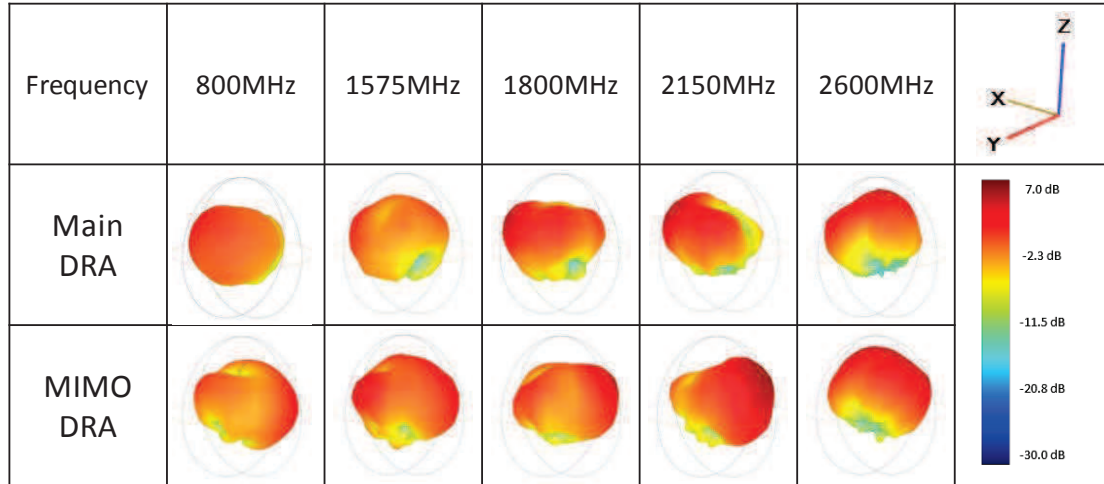 Frequency
800MHz
1575MHz
1800MHz
2150MHz
2600MHz
Z
X
Y
Main
DRA
7.0 dB
-2.3 dB
-11.5 dB
-20.8 dB
-30.0 dB
MIMO
DRA